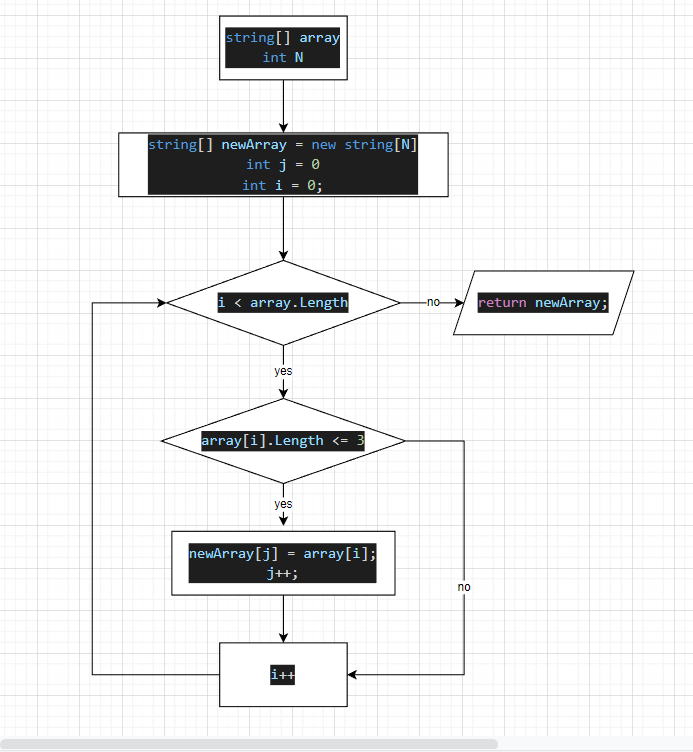 string[] array
int N
string[] newArray = new string[N]
int j = 0
int i = 0;
i < array.Length
no
return newArray;
yes
array[i].Length <= 3
yes
newArray[j] = array[i];
j++;
no
i++